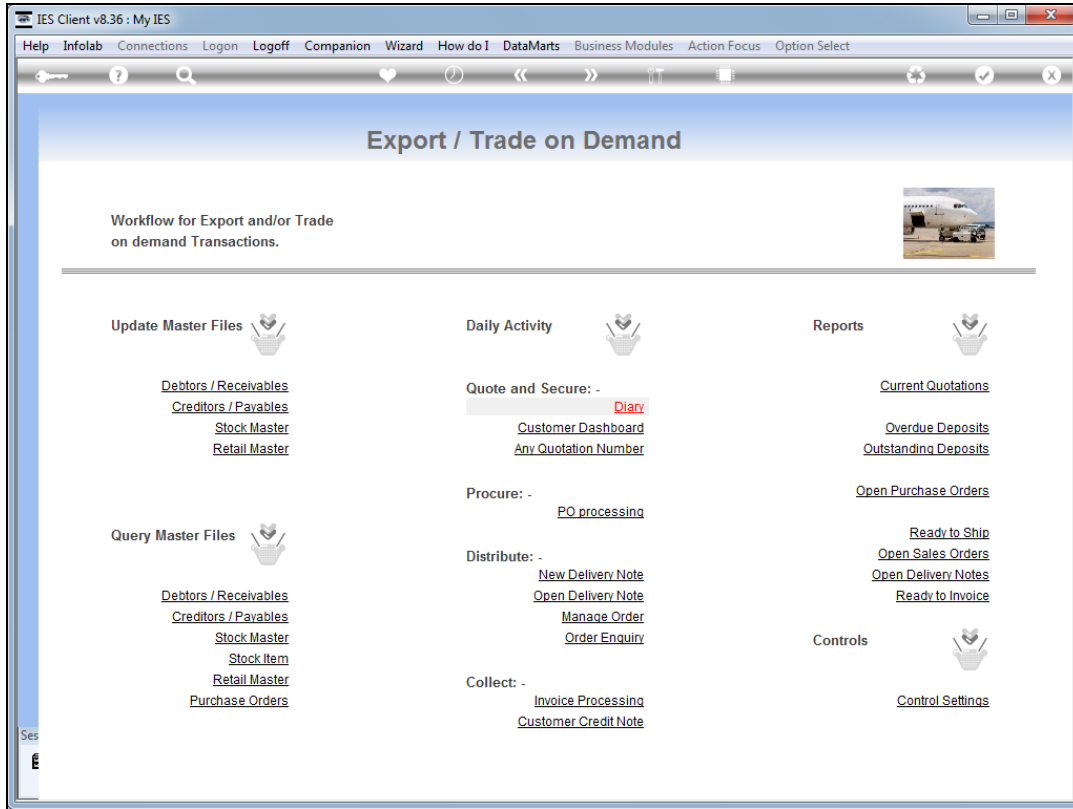 IES Client v8.36 : My IES
Help Infolab Connections Logon Logoff Companion Wizard How do I DataMarts Business Modules Action Focus Option Select
Export / Trade on Demand
Workflow for Export and/or Trade
on demand Transactions.
Update Master Files
Debtors / Receivables
Creditors / Payables
Stock Master
Retail Master
Query Master Files
Debtors / Receivables
Creditors / Payables
Stock Master
Stock Item
Retail Master
Purchase Orders
Daily Activity
Quote and Secure: -
Diary
Customer Dashboard
Any Quotation Number
Procure: -
PO processing
Distribute: -
New Delivery Note
Open Delivery Note
Manage Order
Order Enquiry
Collect: -
Invoice Processing
Customer Credit Note
Reports
Current Quotations
Overdue Deposits
Outstanding Deposits
Open Purchase Orders
Ready to Ship
Open Sales Orders
Open Delivery Notes
Ready to Invoice
Controls
Control Settings
Ses